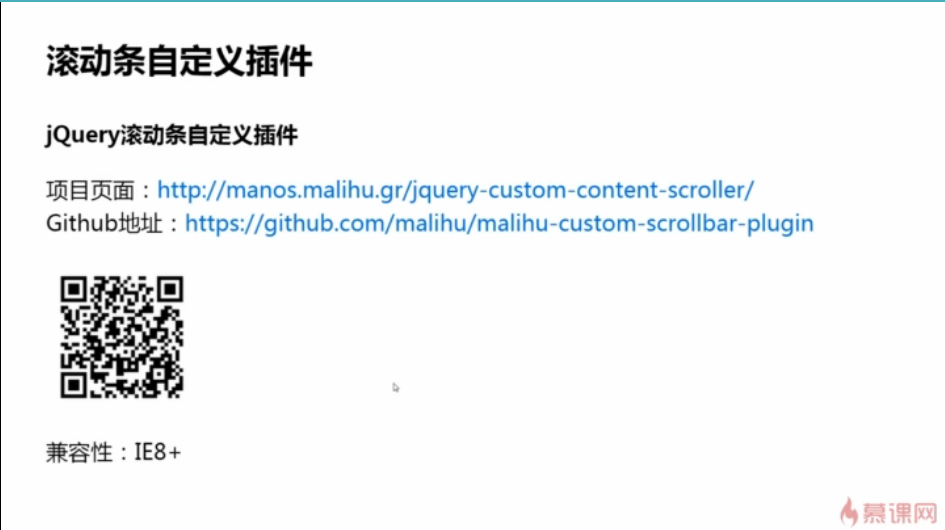 滚动条自定义插件
jQuery滚动条自定义插件
项目页面：http://manos.malihu.gr/jquery-custom-content-scroller/
Github地址：https://github.com/malihu/malihu-custom-scrollbar-plugin
兼容性：IE8+
慕课网